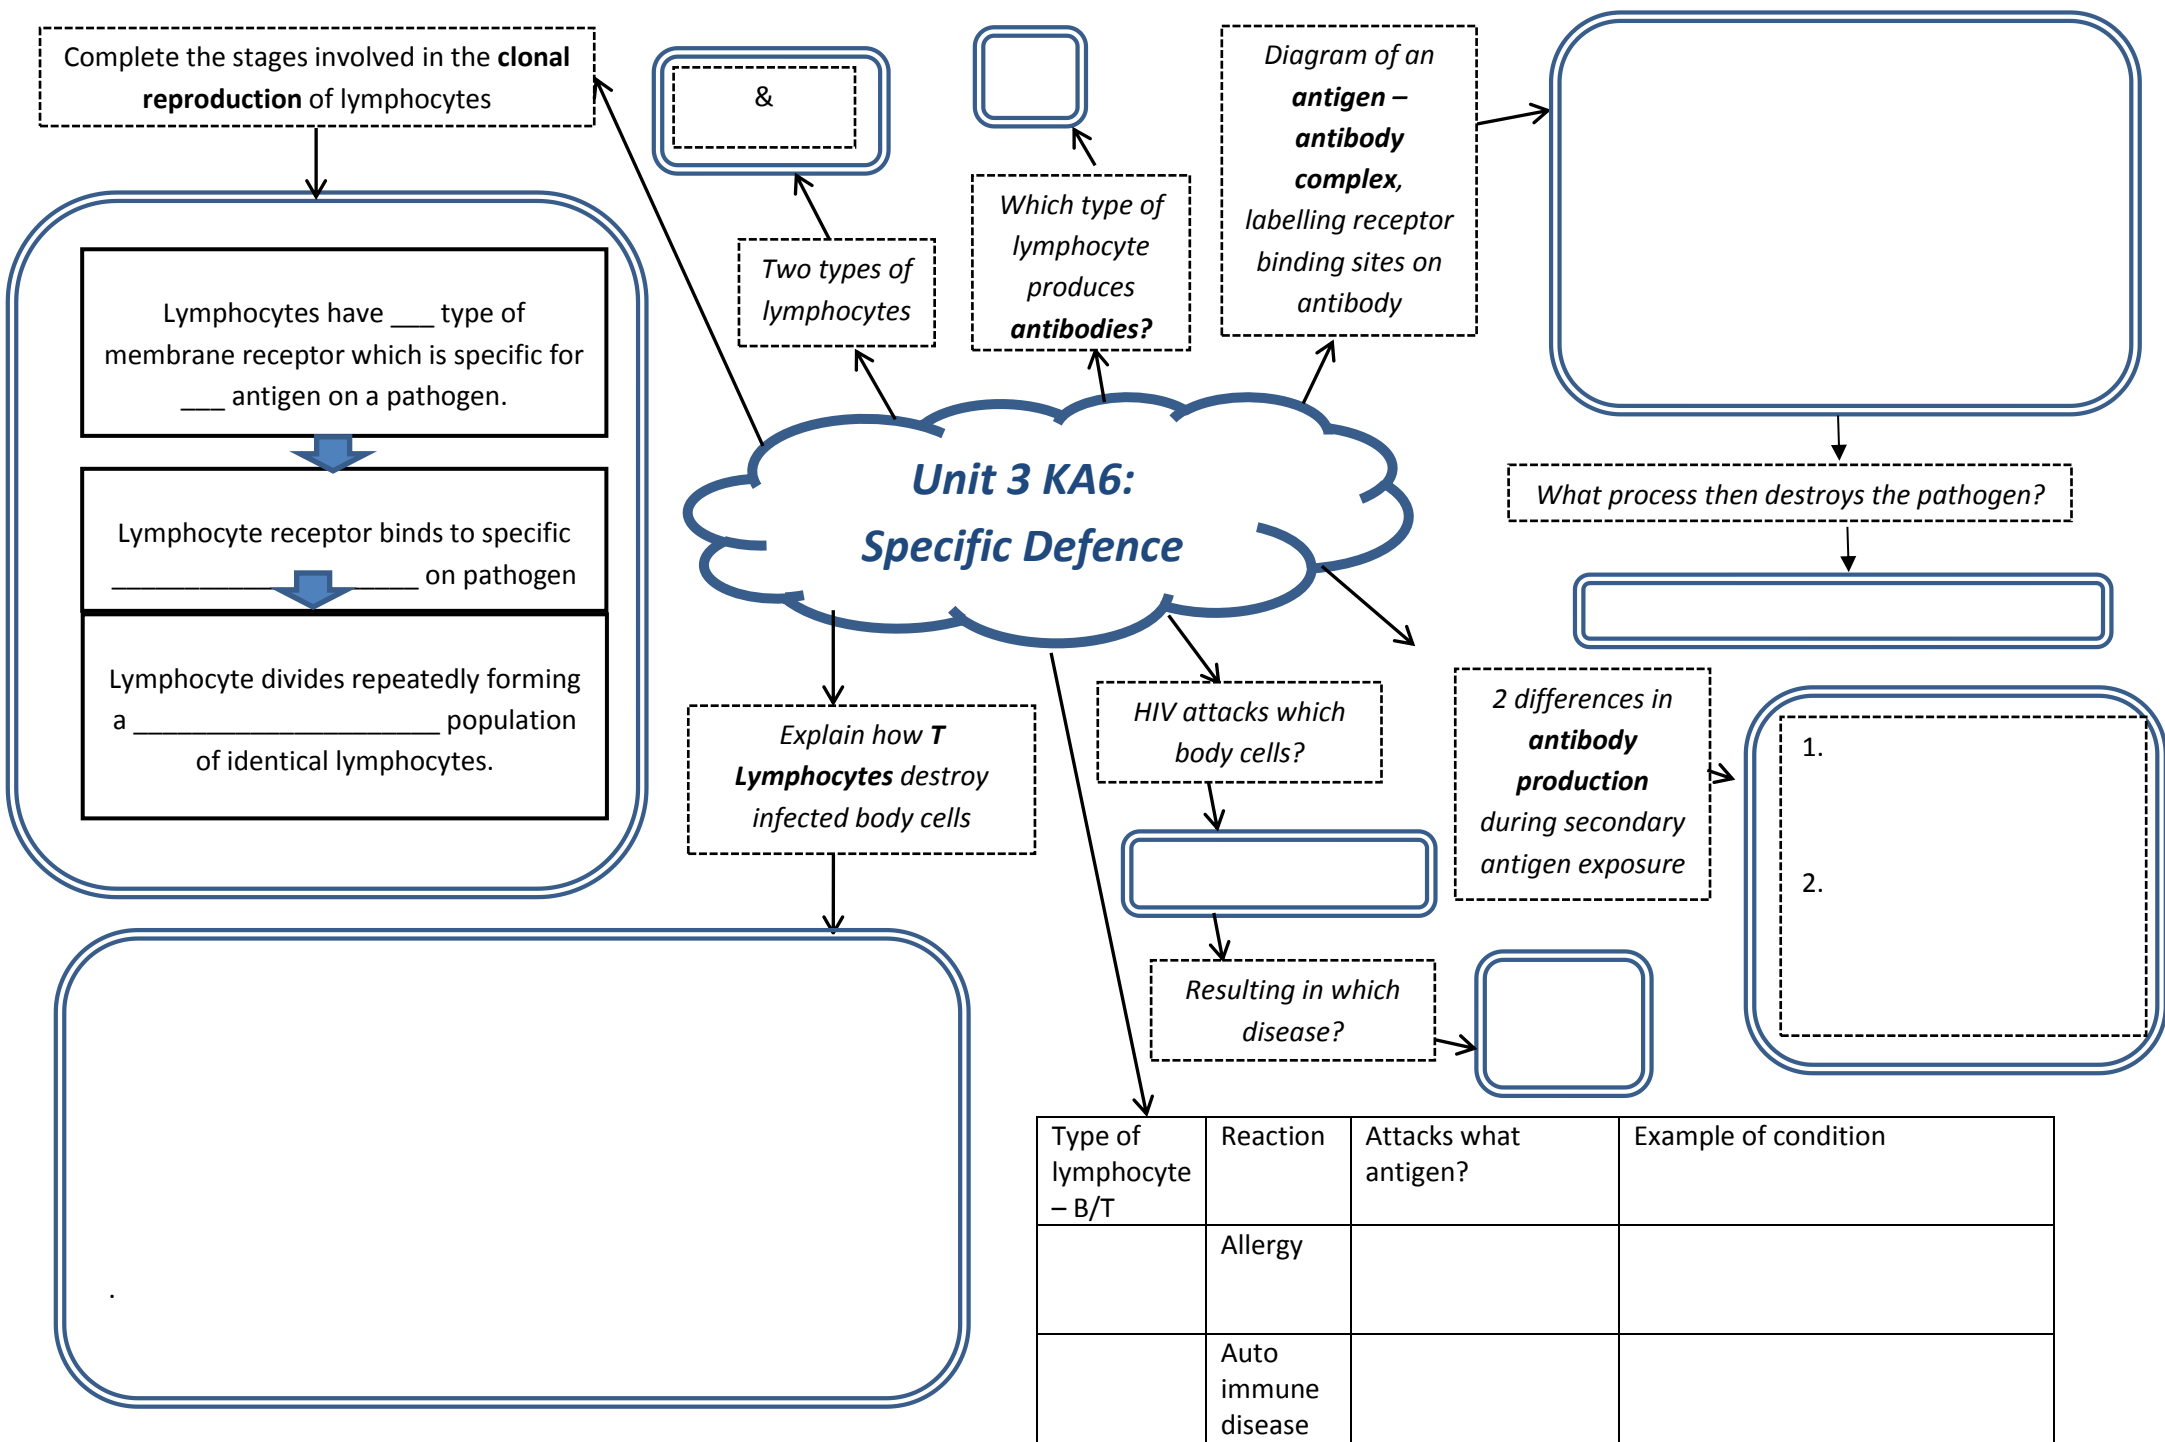 Complete the stages involved in the clonal
reproduction of lymphocytes
Lymphocytes have ___ type of
membrane receptor which is specific for
___ antigen on a pathogen.
Lymphocyte receptor binds to specific
_____________________ on pathogen
Lymphocyte divides repeatedly forming
a _____________________ population
of identical lymphocytes.
&
Two types of
lymphocytes
Which type of
lymphocyte
produces
antibodies?
Diagram of an
antigen –
antibody
complex,
labelling receptor
binding sites on
antibody
What process then destroys the pathogen?
Unit 3 KA6:
Specific Defence
Explain how T
Lymphocytes destroy
infected body cells
.
HIV attacks which
body cells?
Resulting in which
disease?
2 differences in
antibody
production
during secondary
antigen exposure
1.
2.
Type of
lymphocyte
– B/T
Reaction
Attacks what
antigen?
Example of condition
Allergy
Auto
immune
disease